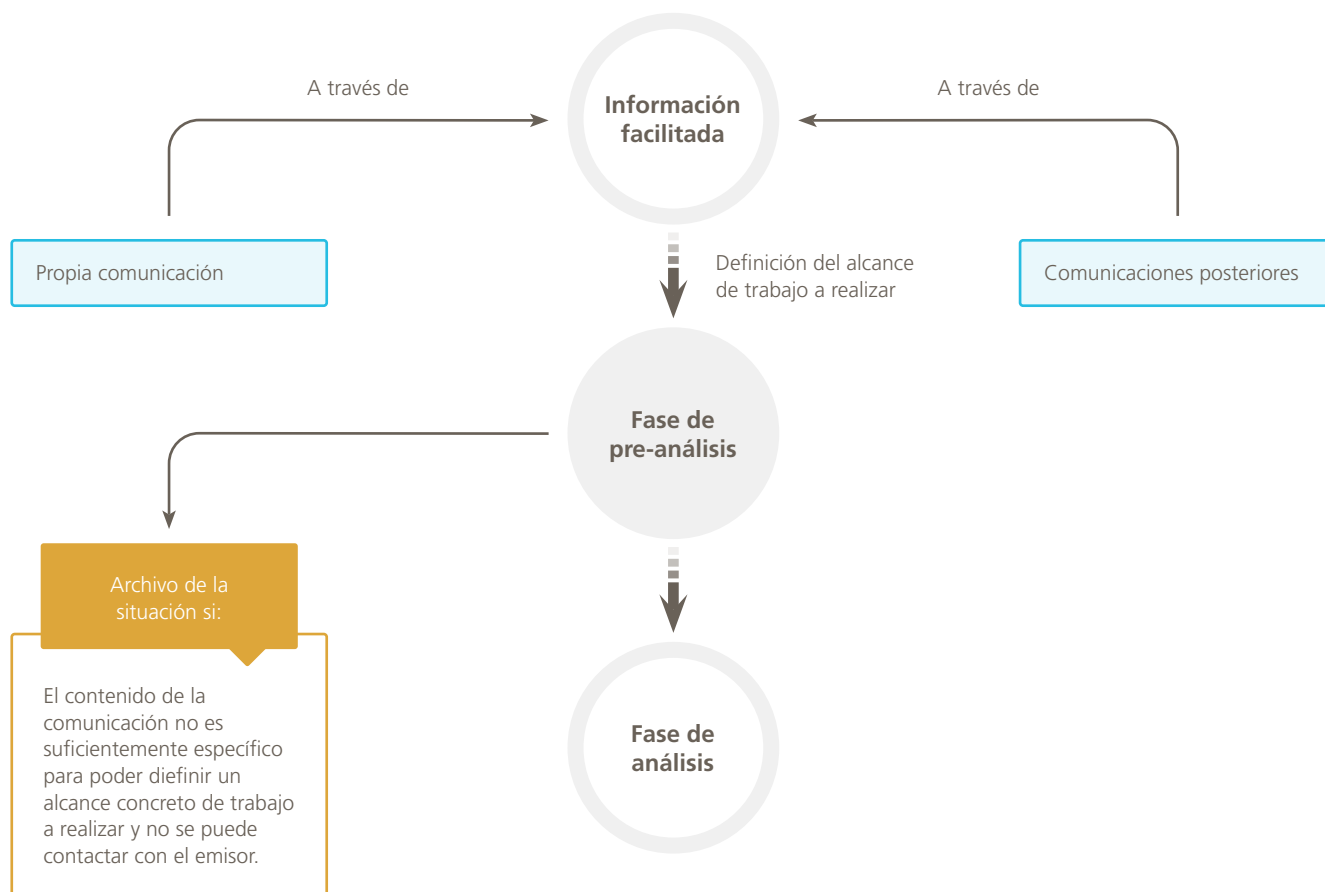 A través de
Información
facilitada
A través de
Propia comunicación
Definición del alcance
de trabajo a realizar
Comunicaciones posteriores
Fase de
pre-análisis
Archivo de la
situación si:
El contenido de la
comunicación no es
suficientemente específico
para poder diefinir un
alcance concreto de trabajo
a realizar y no se puede
contactar con el emisor.
Fase de
análisis